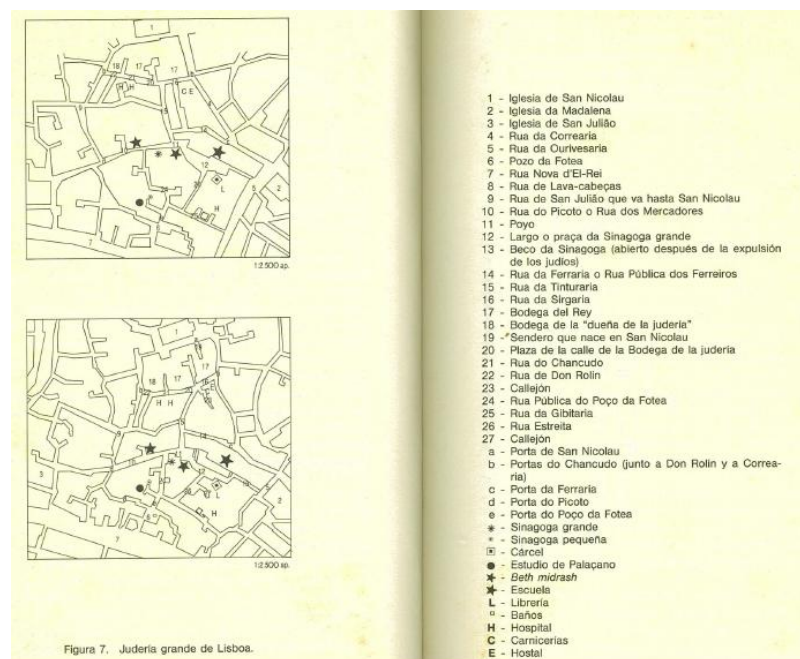 1:2.500 ap.
1:2.500 ap.
Figura 7. Judería grande de Lisboa.
1 - Iglesia de San Nicolau
2 - Iglesia da Madalena
3 - Iglesia de San Julião
4 - Rua da Correaria
5 - Rua da Ourivesaria
6 - Pozo da Fotea
7 - Rua Nova d'El-Rei
8 - Rua de Lava-cabeças
9 - Rua de San Julião que va hasta San Nicolau
10 - Rua do Picoto o Rua dos Mercadores
11 - Poyo
12 - Largo o praça da Sinagoga grande
13 - Beco da Sinagoga (abierto después de la expulsión
de los judíos)
14 - Rua da Ferraria o Rua Pública dos Ferreiros
15 - Rua da Tinturaria
16 - Rua da Sirgaria
17 - Bodega del Rey
18 - Bodega de la "dueña de la judería"
19 - Sendero que nace en San Nicolau
20 - Plaza de la calle de la Bodega de la judería
21 - Rua do Chancudo
22 - Rua de Don Rolin
23 - Callejón
24 - Rua Pública do Poço da Fotea
25 - Rua da Gibitaria
26 - Rua Estreita
27 - Callejón
a - Porta de San Nicolau
b - Portas do Chancudo (junto a Don Rolin y a Correa-
ria)
c - Porta da Ferraria
d - Porta do Picoto
e - Porta do Poço da Fotea
- Sinagoga grande
- Sinagoga pequeña
- Cárcel
- Estudio de Palaçano
- Beth midrash
- Escuela
L - Librería
- Baños
H - Hospital
C - Carnicerías
E - Hostal